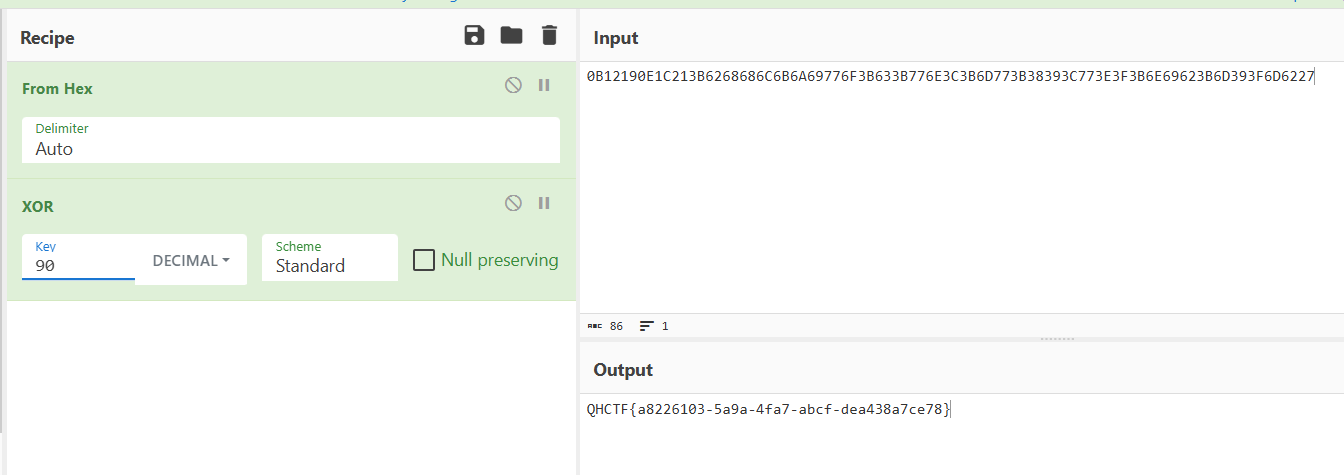 Recipe
From Hex
Delimiter
Auto
XOR
Key
90
DECIMAL
Scheme
Standard
Null preserving
Input
0B12190E1C213B6268686C6B6A69776F3B633B776E3C3B6D773B38393C773E3F3B6E69623B6D393F6D6227
ABC 86 1
Output
QHCTF{a8226103-5a9a-4fa7-abcf-dea438a7ce78}